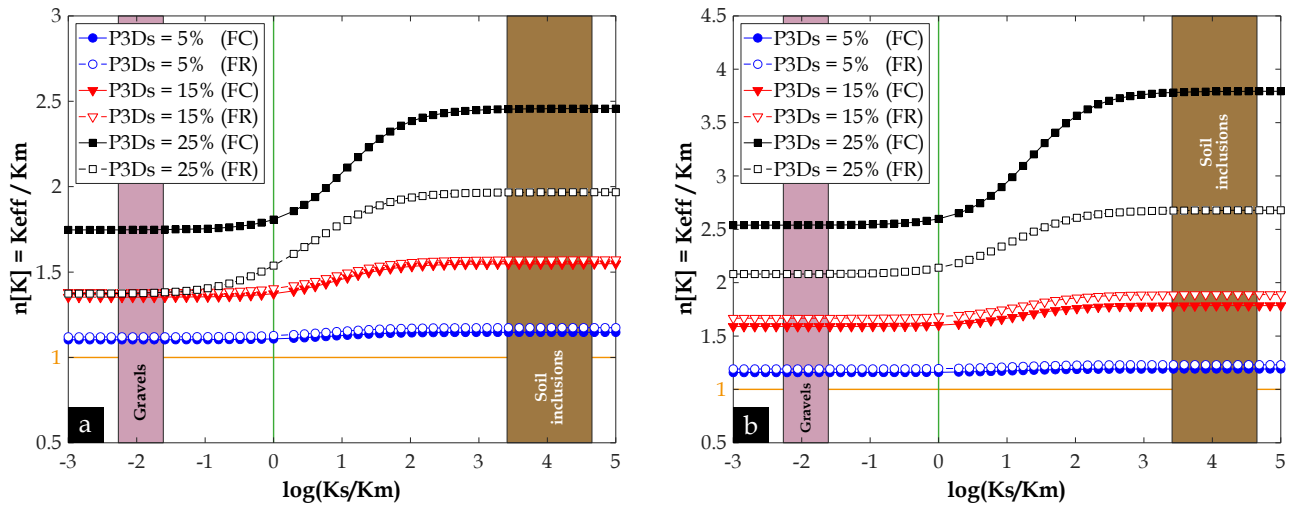 3
2.5
2
1.5
1
0.5
n[K] = Keff / Km
P3Ds = 5% (FC)
P3Ds = 5% (FR)
P3Ds = 15% (FC)
P3Ds = 15% (FR)
P3Ds = 25% (FC)
P3Ds = 25% (FR)
Gravels
Soil
inclusions
a
-3 -2 -1 0 1 2 3 4 5
log(Ks/Km)
4.5
4
3.5
3
2.5
2
1.5
1
0.5
n[K] = Keff / Km
P3Ds = 5% (FC)
P3Ds = 5% (FR)
P3Ds = 15% (FC)
P3Ds = 15% (FR)
P3Ds = 25% (FC)
P3Ds = 25% (FR)
Soil
inclusions
Gravels
b
-3 -2 -1 0 1 2 3 4 5
log(Ks/Km)